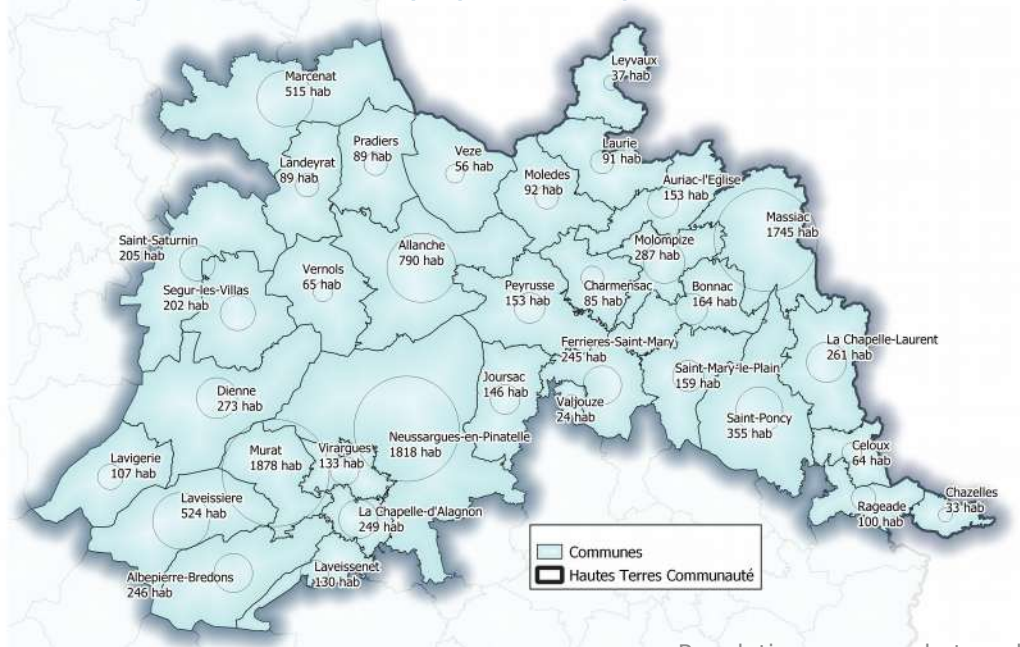 Leyvaux
37 hab
Marcenat
515 hab
Pradiers
89 hab
Landeyrat
89 hab
Veze
56 hab
Moledes
92 hab
Laurie
91 hab
Auriac-l'Eglise
153 hab
Massiac
1745 hab
Saint-Saturnin
205 hab
Segur-les-Villas
202 hab
Vernols
65 hab
Allanche
790 hab
Molompize
287 hab
Peyrusse
153 hab
Charmensac
85 hab
Bonnac
164 hab
Ferrieres-Saint-Mary
245 hab
La Chapelle-Laurent
261 hab
Saint-Mary-le-Plain
159 hab
Joursac
146 hab
Valjouze
24 hab
Dienne
273 hab
Saint-Poncy
355 hab
Neussargues-en-Pinatelle
1818 hab
Murat
1878 hab
Virargues
133 hab
Lavigerie
107 hab
Celoux
64 hab
Laveissiere
524 hab
La Chapelle-d'Alagnon
249 hab
Rageade
100 hab
Chazelles
33 hab
Albepierre-Bredons
246 hab
Laveissenet
130 hab
Communes
Hautes Terres Communauté